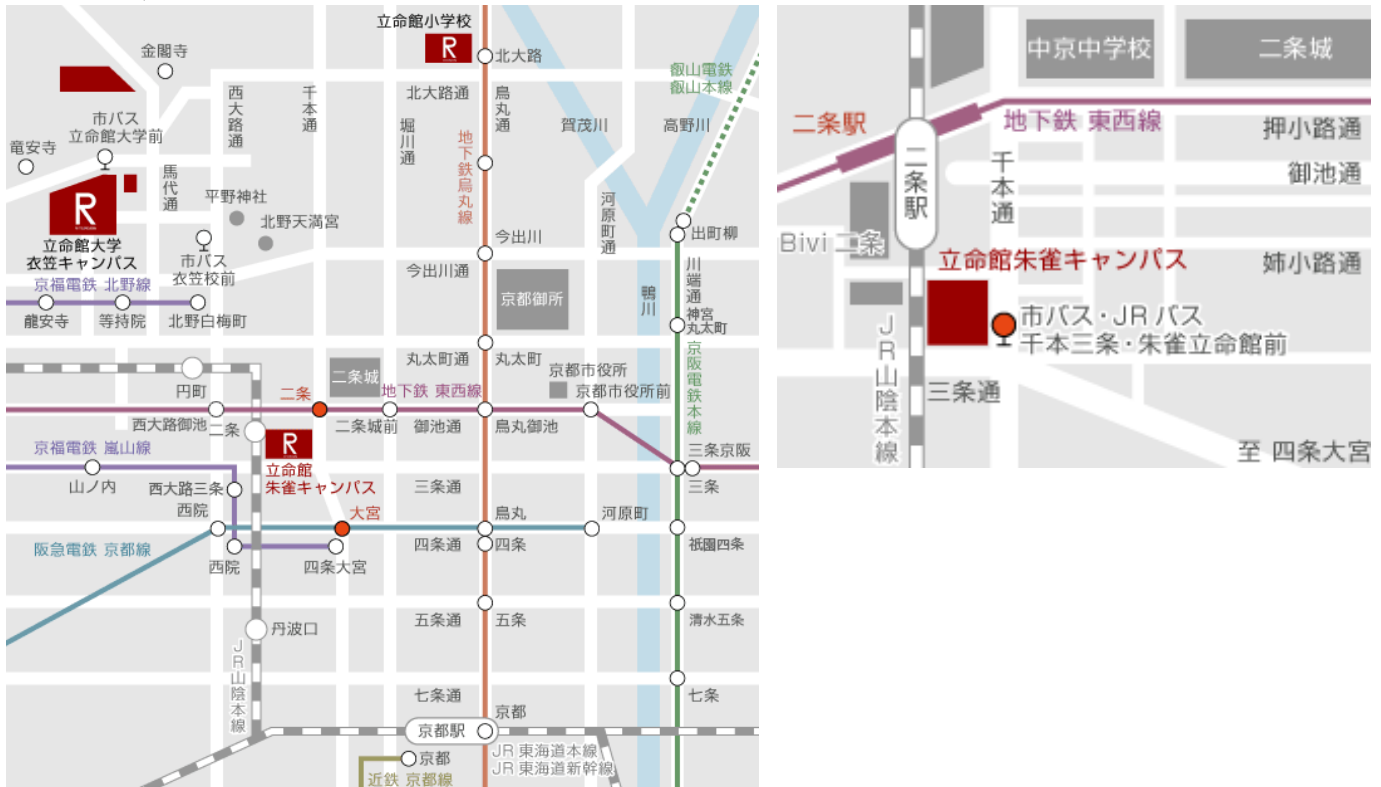 立命館小学校
R
北大路
金閣寺
叡山電鉄
叡山本線
西大路通
千本通
北大路通
烏丸通
堀川通
賀茂川
高野川
市バス
立命館大学前
竜安寺
地下鉄烏丸線
馬代通
平野神社
河原町通
R
北野天満宮
今出川
出町柳
立命館大学
衣笠キャンパス
市バス
衣笠校前
今出川通
川端通
京福電鉄 北野線
京都御所
鴨川
龍安寺
等持院
北野白梅町
神宮
丸太町
丸太町通
丸太町
京阪電鉄本線
円町
二条城
京都市役所
二条
地下鉄 東西線
京都市役所前
西大路御池
二条
二条城前
御池通
烏丸御池
京福電鉄 嵐山線
R
三条京阪
立命館
朱雀キャンパス
山ノ内
西大路三条
三条通
三条
西院
大宮
烏丸
河原町
阪急電鉄 京都線
四条通
四条
祇園四条
西院
四条大宮
五条通
五条
清水五条
丹波口
JR山陰本線
七条通
七条
京都
京都駅
JR 東海道本線
JR 東海道新幹線
京都
近鉄 京都線
中京中学校
二条城
二条駅
地下鉄 東西線
押小路通
二条駅
千本通
御池通
Bivi 二条
立命館朱雀キャンパス
姉小路通
市バス・JRバス
千本三条・朱雀立命館前
JR山陰本線
三条通
至 四条大宮